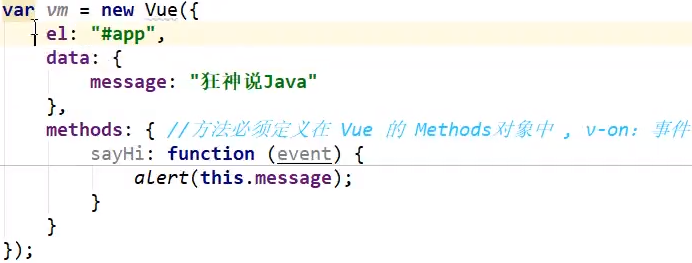 var vm = new Vue({
    el: "#app",
    data: {
        message: "狂神说Java"
    },
    methods: { //方法必须定义在 Vue 的 Methods对象中 , v-on: 事件
        sayHi: function (event) {
            alert(this.message);
        }
    }
});